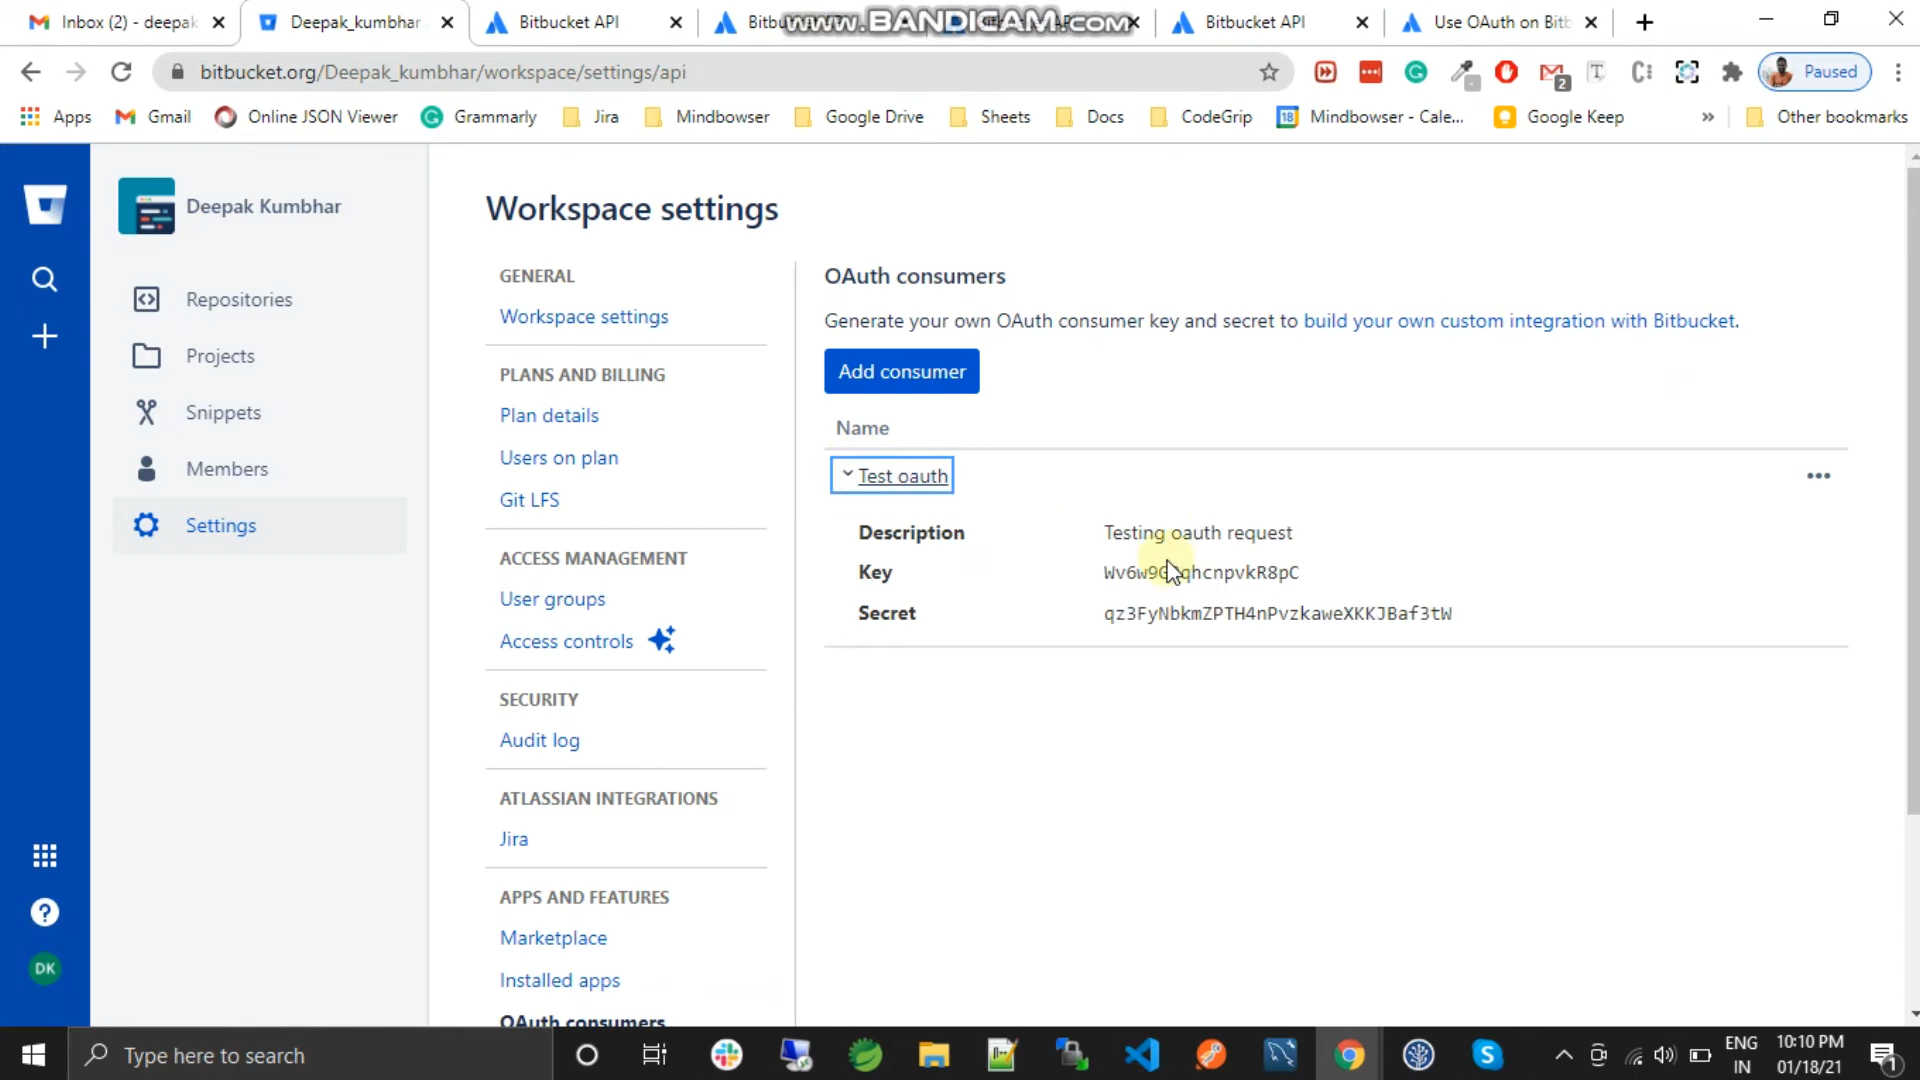 Inbox (2) - deepak
Deepak_kumbhar
Bitbucket API
Bitbu
www.BANDICAM.com
Bitbucket API
Use OAuth on Bitb
bitbucket.org/Deepak_kumbhar/workspace/settings/api
2
Paused
Apps
Gmail
Online JSON Viewer
Grammarly
Jira
Mindbowser
Google Drive
Sheets
Docs
CodeGrip
18
Mindbowser - Cale...
Google Keep
»
Other bookmarks
Deepak Kumbhar
Repositories
Projects
Snippets
Members
Settings
DK
Workspace settings
GENERAL
Workspace settings
PLANS AND BILLING
Plan details
Users on plan
Git LFS
ACCESS MANAGEMENT
User groups
Access controls
SECURITY
Audit log
ATLASSIAN INTEGRATIONS
Jira
APPS AND FEATURES
Marketplace
Installed apps
OAuth consumers
OAuth consumers
Generate your own OAuth consumer key and secret to build your own custom integration with Bitbucket.
Add consumer
Name
Test oauth
Description Testing oauth request
Key
Secret qz3FyNbkmZPTH4nPvzkaweXKKJBaf3tW
Type here to search
ENG
IN
10:10 PM
01/18/21
1